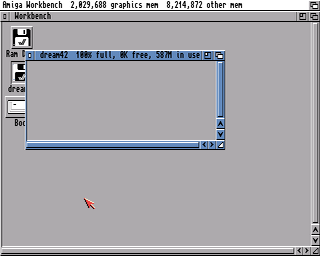 Amiga Workbench 2,029,688 graphics mem 8,214,872 other mem
Workbench
Ram D
dream42 100% full, 0K free, 587M in use
dream
Boo